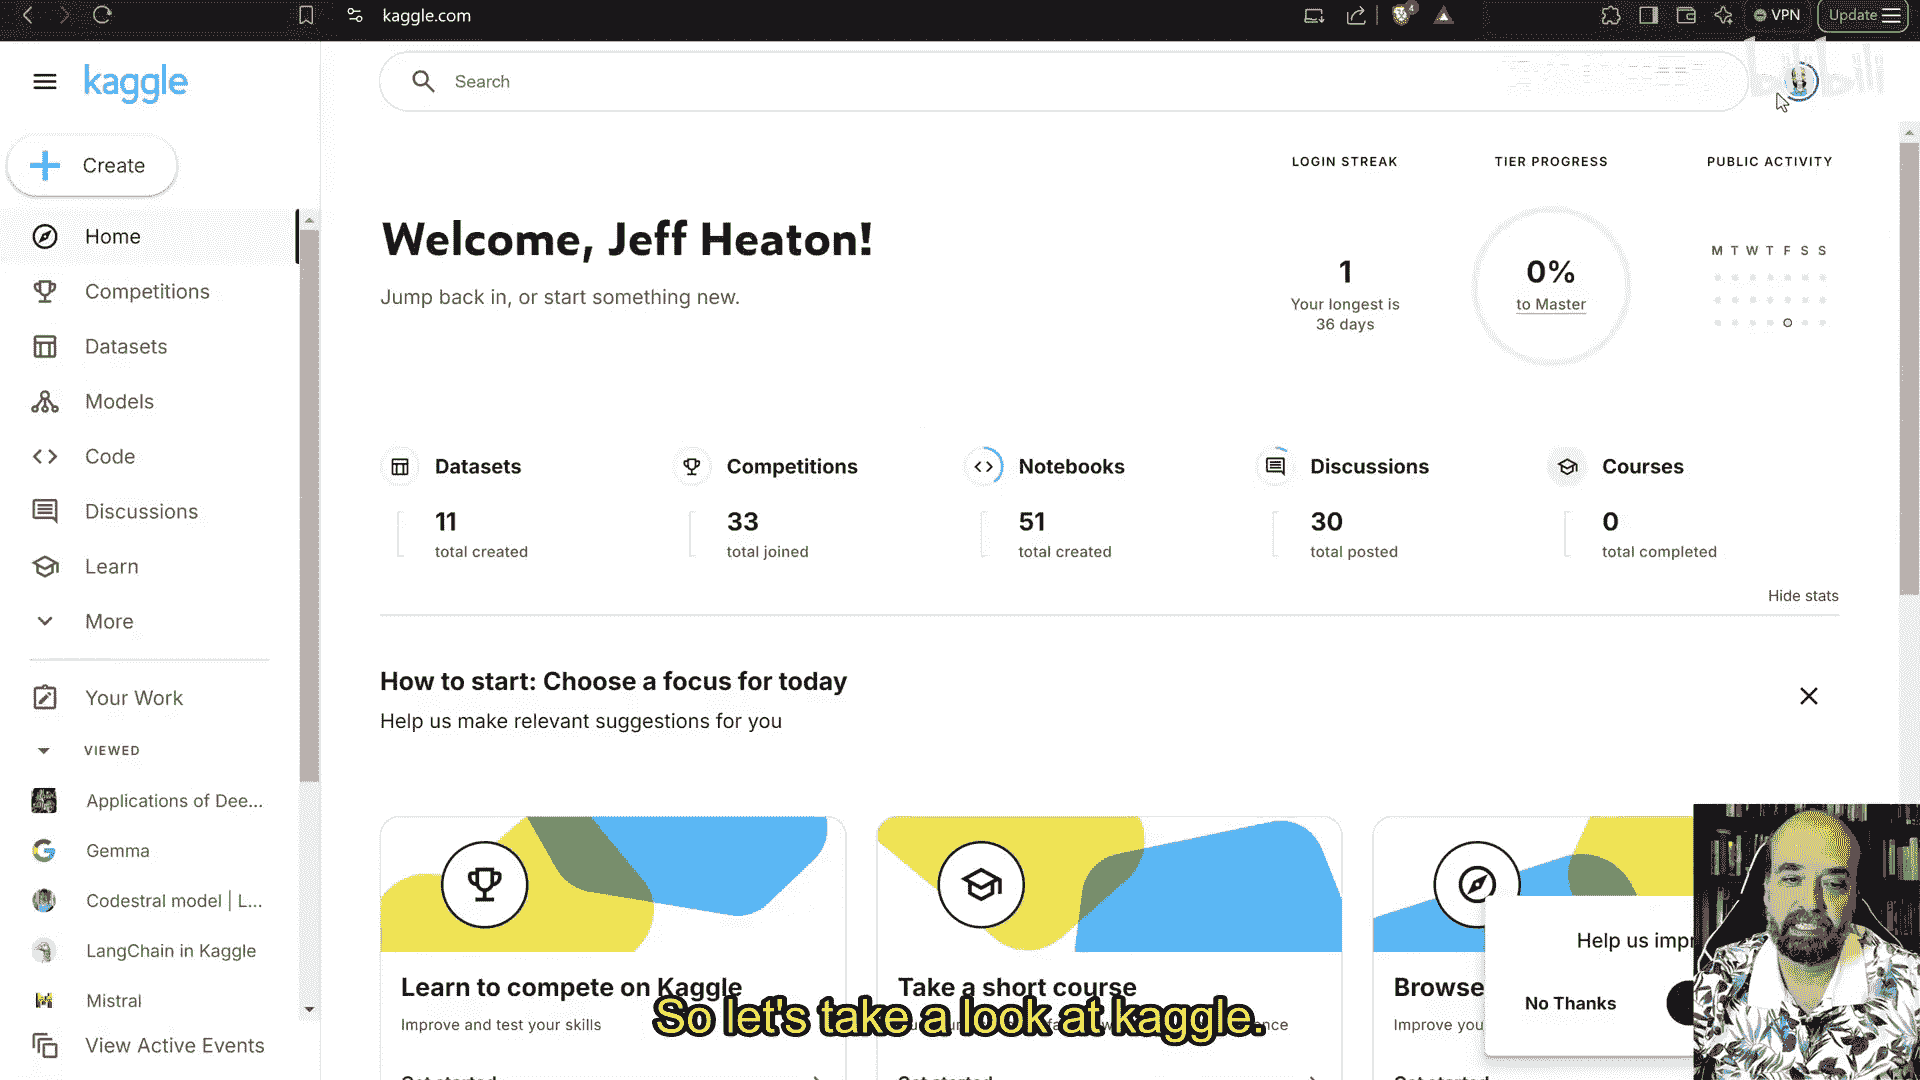 kaggle.com
VPN
Update
4
kaggle
Search
bilibili
Create
Home
Competitions
Datasets
Models
Code
Discussions
Learn
More
Your Work
VIEWED
Applications of Dee...
Gemma
Codestral model | L...
LangChain in Kaggle
Mistral
View Active Events
LOGIN STREAK
TIER PROGRESS
PUBLIC ACTIVITY
Welcome, Jeff Heaton!
Jump back in, or start something new.
1
Your longest is
36 days
0%
to Master
M T W T F S S
Datasets
11
total created
Competitions
33
total joined
Notebooks
51
total created
Discussions
30
total posted
Courses
0
total completed
Hide stats
How to start: Choose a focus for today
Help us make relevant suggestions for you
Learn to compete on Kaggle
Improve and test your skills
Take a short course
Browse
Improve you
Help us impr
No Thanks
So let's take a look at kaggle.